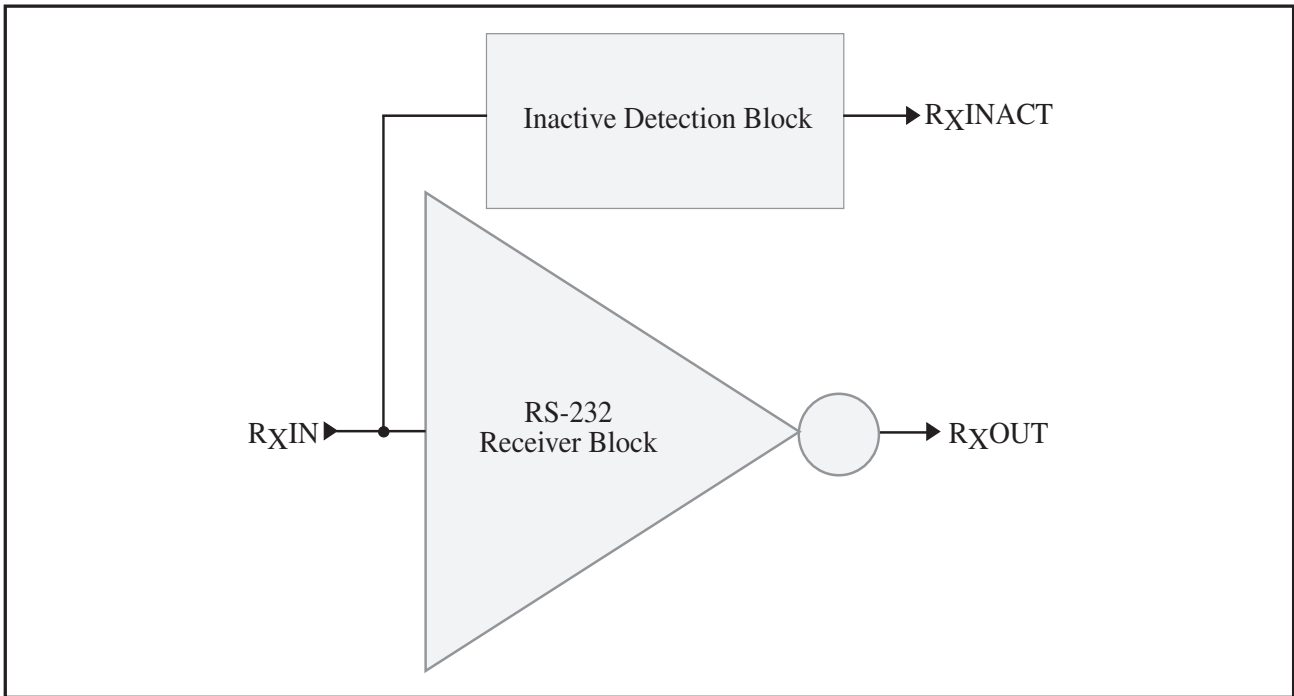 Inactive Detection Block
RXINACT
RS-232
Receiver Block
RXIN
RXOUT